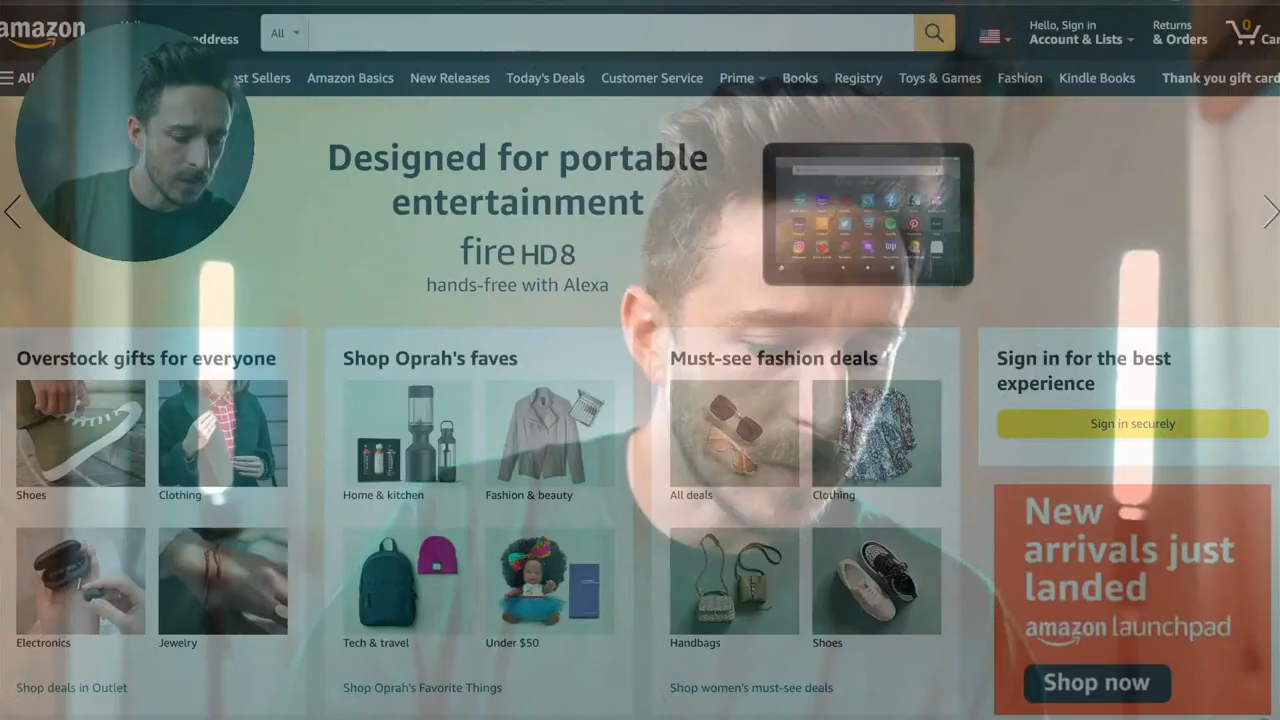 amazon
address
All
Hello, Sign in
Account & Lists
Returns
& Orders
0
All
Sellers
Amazon Basics
New Releases
Today's Deals
Customer Service
Prime
Books
Registry
Toys & Games
Fashion
Kindle Books
Thank you gift
Designed for portable
entertainment
fire HD 8
hands-free with Alexa
Overstock gifts for everyone
Shoes
Clothing
Electronics
Jewelry
Shop deals in Outlet
Shop Oprah's faves
Home & kitchen
Fashion & beauty
Tech & travel
Under $50
Shop Oprah's Favorite Things
Must-see fashion deals
All deals
Clothing
Handbags
Shoes
Shop women's must-see deals
Sign in for the best
experience
Sign in securely
New
arrivals just
landed
amazon launchpad
Shop now